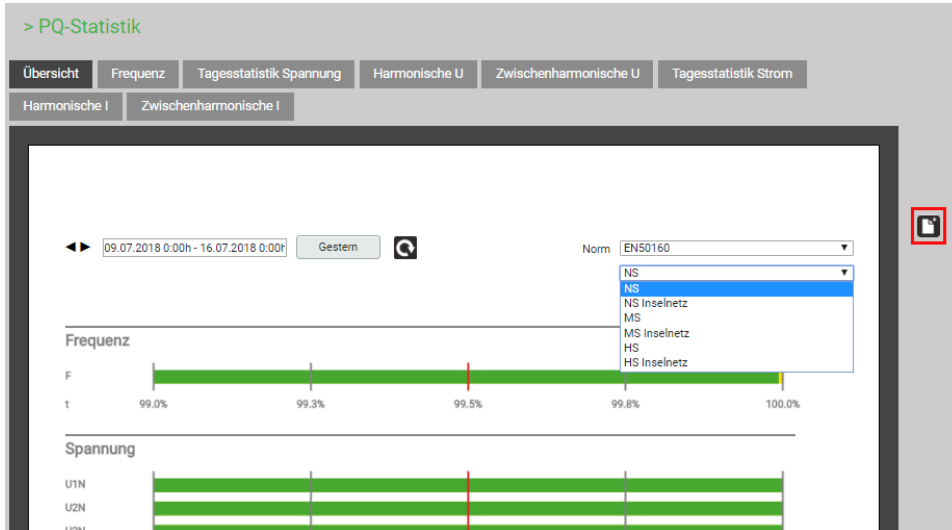 > PQ-Statistik
Übersicht Frequenz Tagesstatistik Spannung Harmonische U Zwischenharmonische U Tagesstatistik Strom
Harmonische I Zwischenharmonische I
09.07.2018 0:00h - 16.07.2018 0:00h Gestern Norm EN50160
NS
NS
NS Inselnetz
MS
MS Inselnetz
HS
HS Inselnetz
Frequenz
F
t 99.0% 99.3% 99.5% 99.8% 100.0%
Spannung
U1N
U2N
U3N